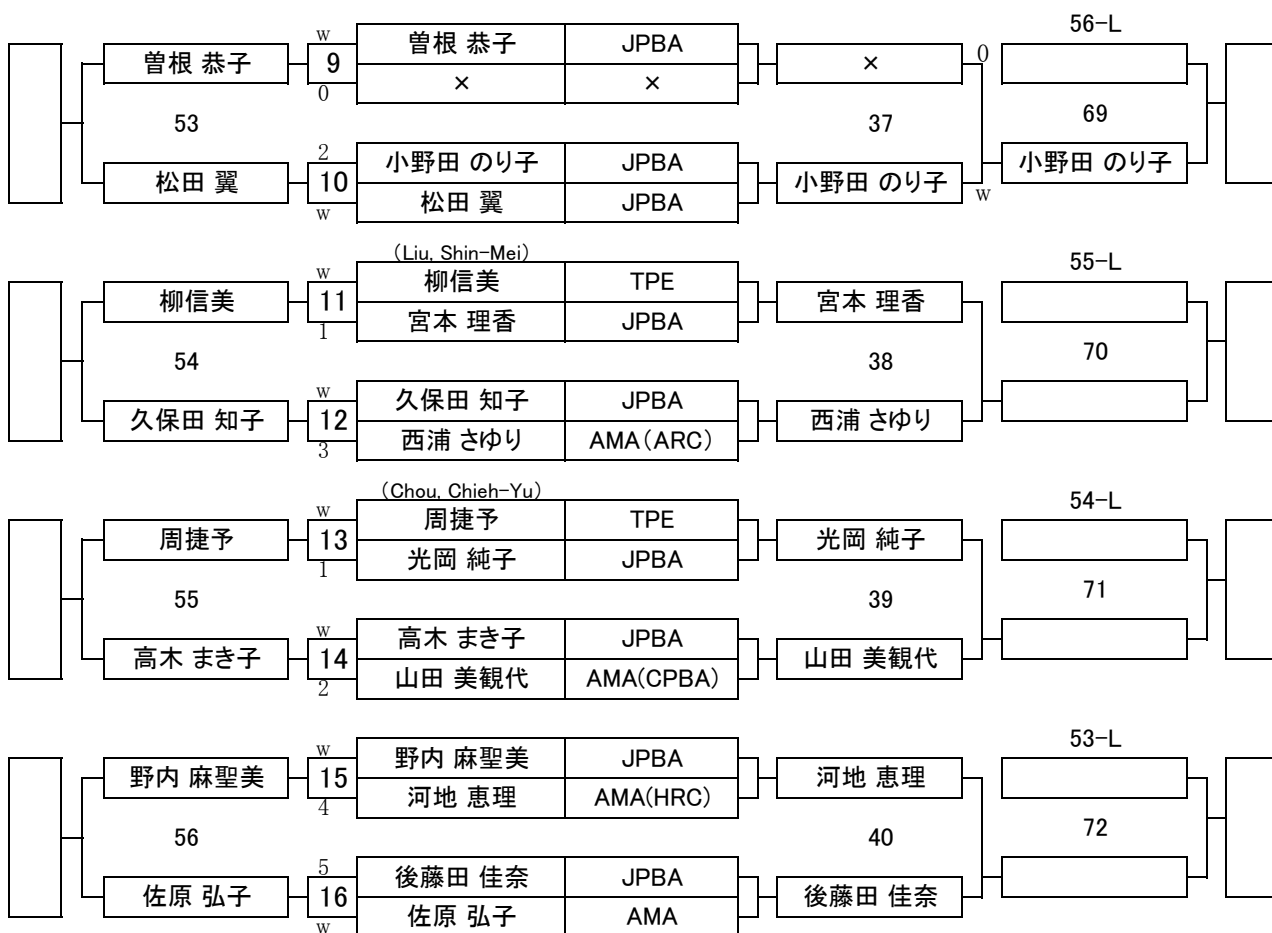 56-L
w
曽根 恭子 9 曽根 恭子 JPBA × 0
0 × ×
53 37 69
2
松田 翼 10 小野田 のり子 JPBA 小野田 のり子 小野田 のり子
w 松田 翼 JPBA w
(Liu, Shin-Mei)
55-L
w
柳信美 11 柳信美 TPE 宮本 理香
1 宮本 理香 JPBA
54 38 70
w
久保田 知子 12 久保田 知子 JPBA 西浦 さゆり
3 西浦 さゆり AMA(ARC)
(Chou, Chieh-Yu)
54-L
w
周捷予 13 周捷予 TPE 光岡 純子
1 光岡 純子 JPBA
55 39 71
w
高木 まき子 14 高木 まき子 JPBA 山田 美観代
2 山田 美観代 AMA(CPBA)
53-L
w
野内 麻聖美 15 野内 麻聖美 JPBA 河地 恵理
4 河地 恵理 AMA(HRC)
56 40 72
5
佐原 弘子 16 後藤田 佳奈 JPBA 後藤田 佳奈
w 佐原 弘子 AMA